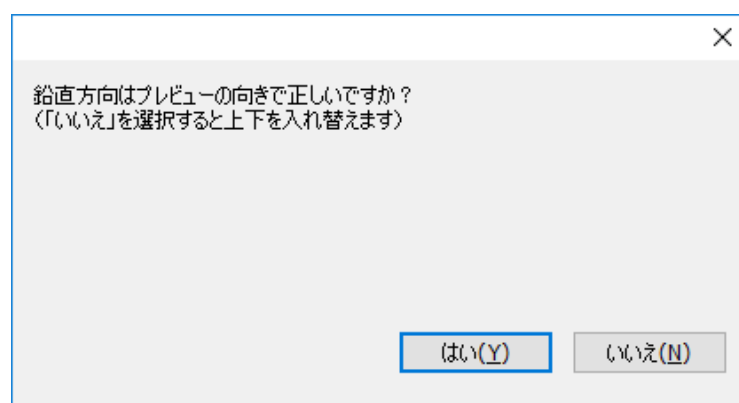 鉛直方向はプレビューの向きで正しいですか？
（「いいえ」を選択すると上下を入れ替えます）
はい(Y)
いいえ(N)